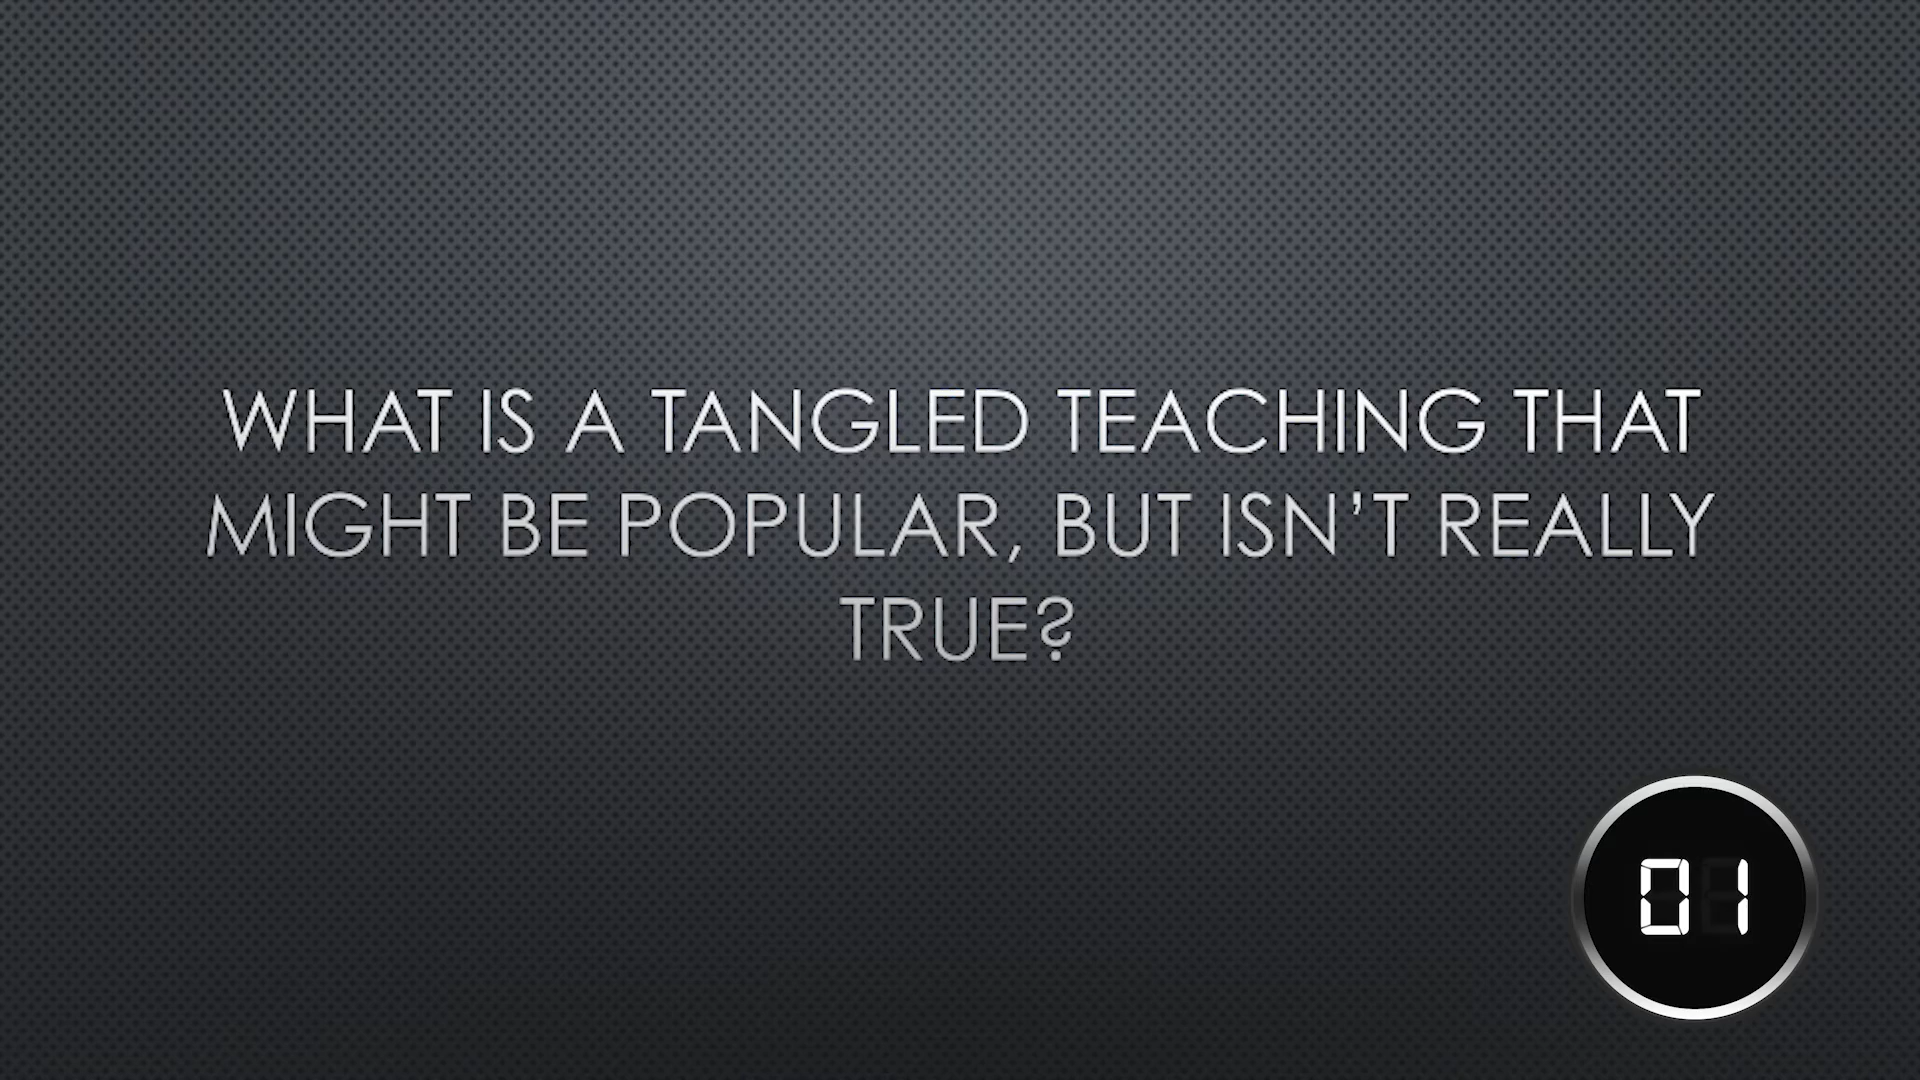 WHAT IS A TANGLED TEACHING THAT
MIGHT BE POPULAR, BUT ISN’T REALLY
TRUE?
01